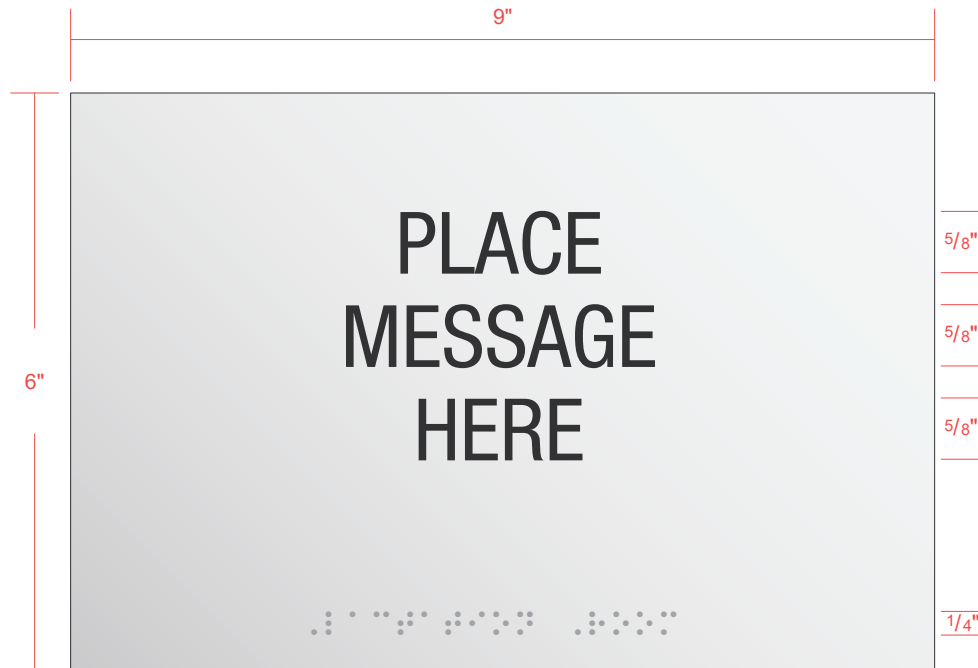 9"
PLACE
MESSAGE
HERE
⠠⠇⠁⠉⠞⠁⠞⠊⠕⠝ ⠠⠗⠕⠕⠍
6"
5/8"
5/8"
5/8"
1/4"